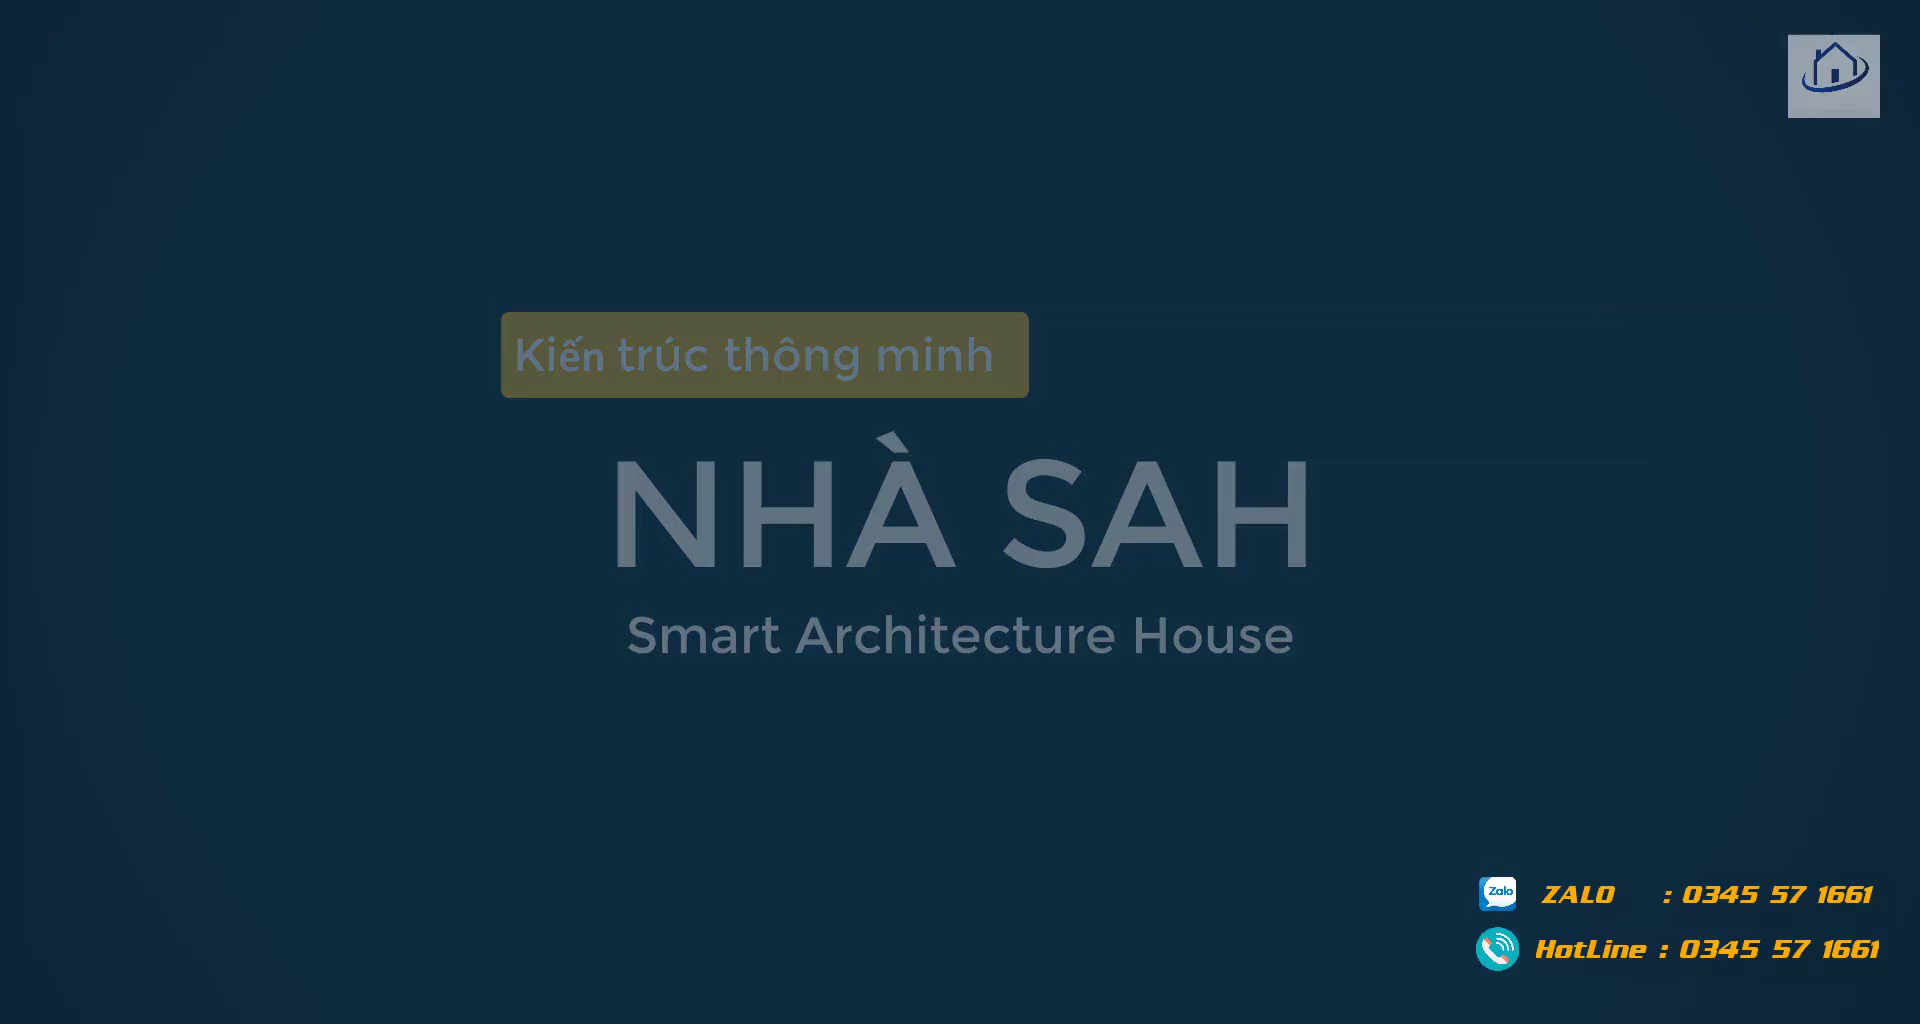 Kiến trúc thông minh
NHÀ SAH
Smart Architecture House
Zalo ZALO : 0345 57 1661
HotLine : 0345 57 1661